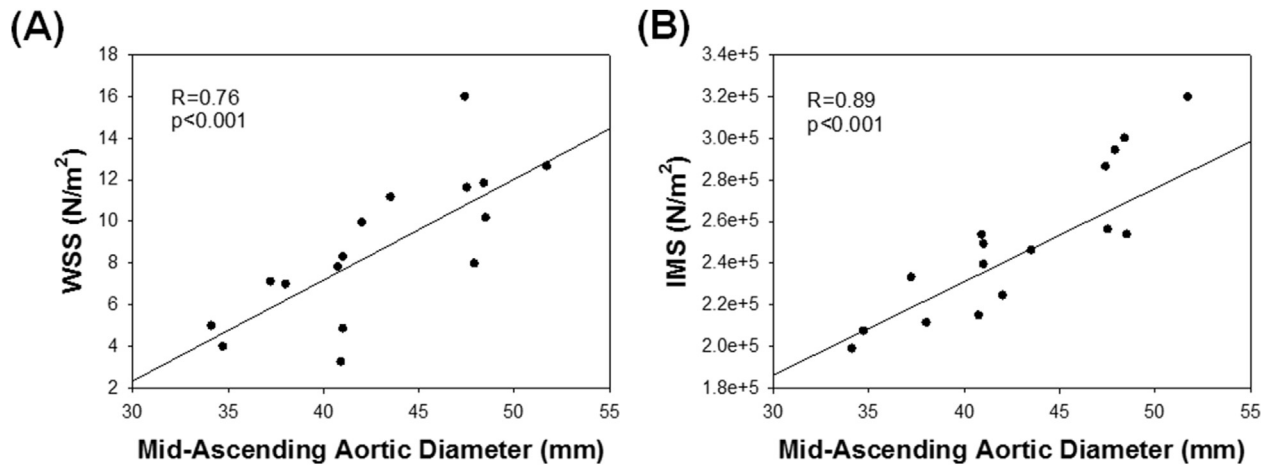 (A)
18
16
14
12
10
8
6
4
2
WSS (N/m²)
R=0.76
p<0.001
30 35 40 45 50 55
Mid-Ascending Aortic Diameter (mm)
(B)
3.4e+5
3.2e+5
3.0e+5
2.8e+5
2.6e+5
2.4e+5
2.2e+5
2.0e+5
1.8e+5
IMS (N/m²)
R=0.89
p<0.001
30 35 40 45 50 55
Mid-Ascending Aortic Diameter (mm)